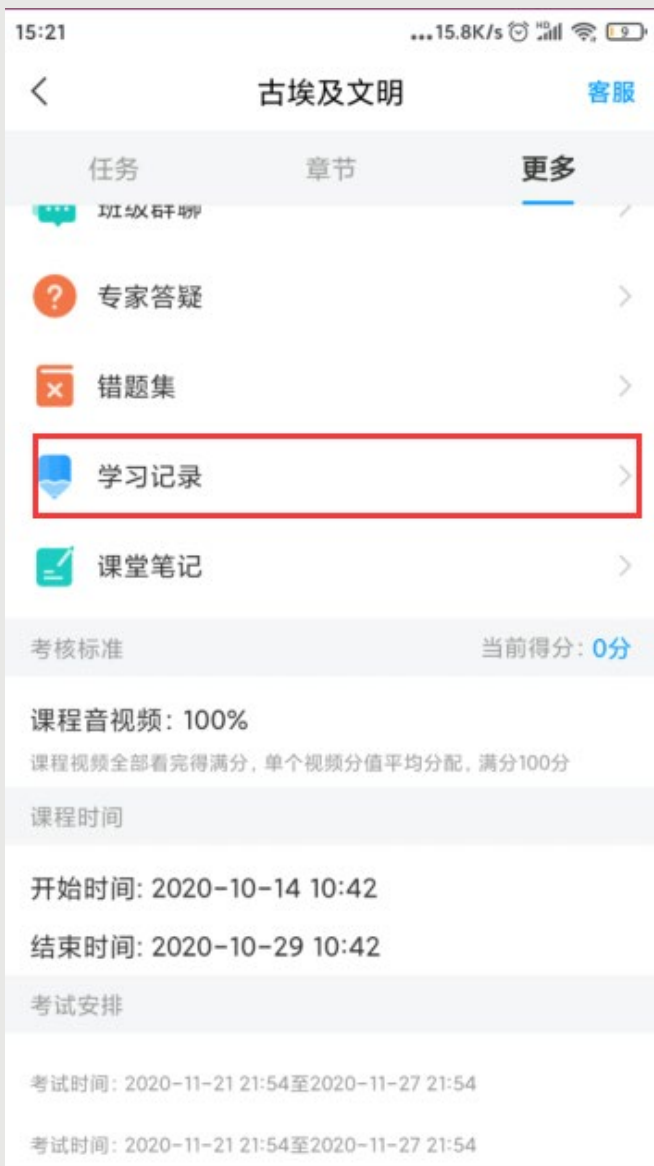 15:21 ...15.8K/s HD 9
古埃及文明 客服
任务 章节 更多
班级群聊
专家答疑
错题集
学习记录
课堂笔记
考核标准 当前得分：0分
课程音视频：100%
课程视频全部看完得满分，单个视频分值平均分配，满分100分
课程时间
开始时间: 2020-10-14 10:42
结束时间: 2020-10-29 10:42
考试安排
考试时间：2020-11-21 21:54至2020-11-27 21:54
考试时间：2020-11-21 21:54至2020-11-27 21:54